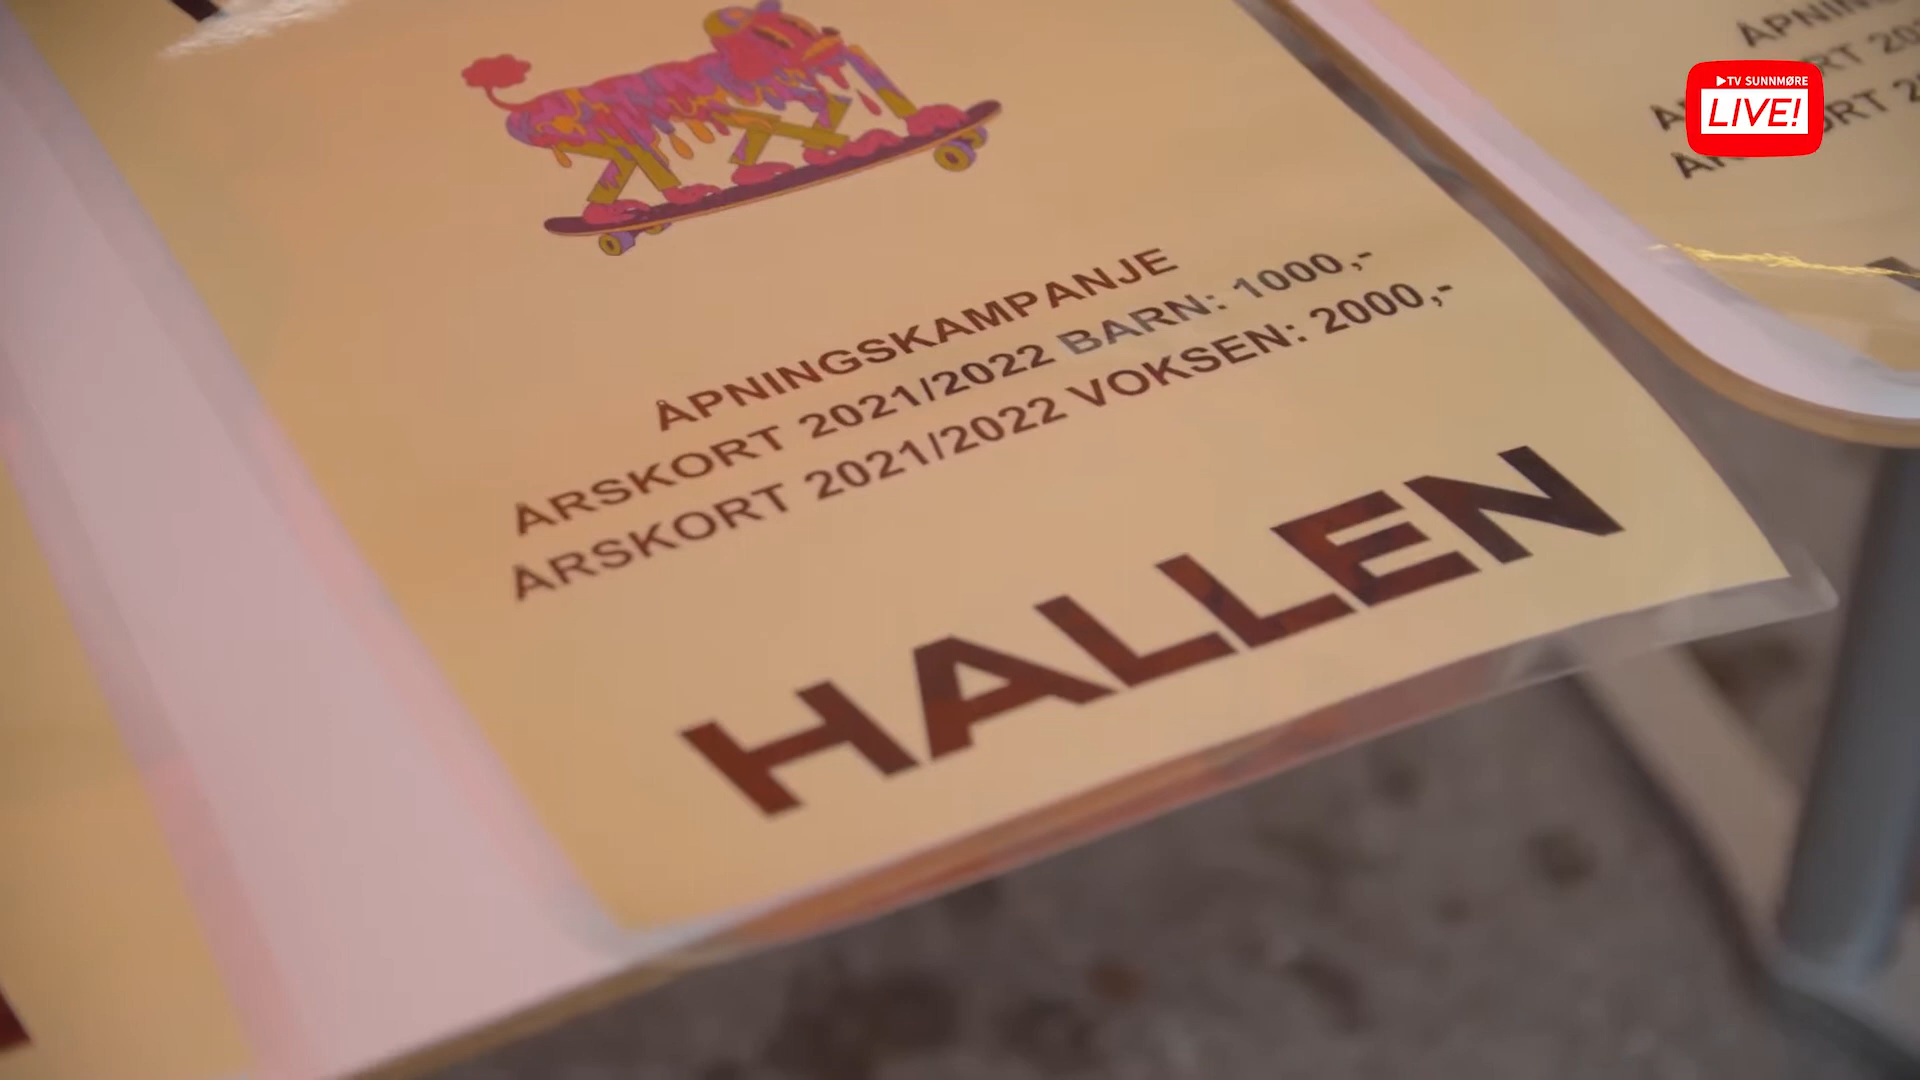 ÅPNINGSKAMPANJE
ÅRSKORT 2021/2022 BARN: 1000,-
ÅRSKORT 2021/2022 VOKSEN: 2000,-
HALLEN
TV SUNNMØRE
LIVE!